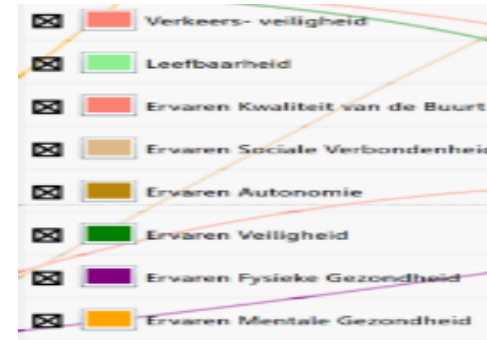 Verkeers- veiligheid
Leefbaarheid
Ervaren Kwaliteit van de Buurt
Ervaren Sociale Verbondenhei
Ervaren Autonomie
Ervaren Veiligheid
Ervaren Fysieke Gezondheid
Ervaren Mentale Gezondheid